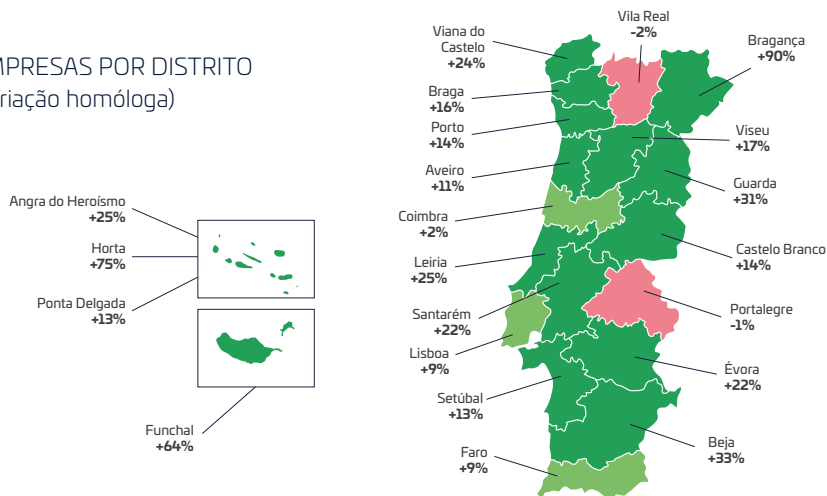 MPRESAS POR DISTRITO
riação homóloga)
Viana do
Castelo
+24%
Vila Real
-2%
Bragança
+90%
Braga
+16%
Porto
+14%
Viseu
+17%
Aveiro
+11%
Guarda
+31%
Coimbra
+2%
Castelo Branco
+14%
Leiria
+25%
Portalegre
-1%
Santarém
+22%
Lisboa
+9%
Évora
+22%
Setúbal
+13%
Beja
+33%
Faro
+9%
Angra do Heroísmo
+25%
Horta
+75%
Ponta Delgada
+13%
Funchal
+64%